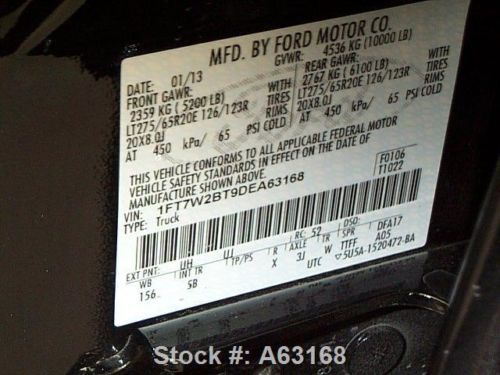 MFD. BY FORD MOTOR CO.
DATE: 01/13 GVWR: 4536 KG (10000 LB)
FRONT GAWR: REAR GAWR:
2359 KG (5200 LB) WITH 2767 KG (6100 LB) WITH
LT275/65R20E 126/123R TIRES LT275/65R20E 126/123R TIRES
20X8.0J RIMS 20X8.0J RIMS
AT 450 kPa/ 65 PSI COLD AT 450 kPa/ 65 PSI COLD
THIS VEHICLE CONFORMS TO ALL APPLICABLE FEDERAL MOTOR
VEHICLE SAFETY STANDARDS IN EFFECT ON THE DATE OF
MANUFACTURE SHOWN ABOVE.
VIN: 1FT7W2BT9DEA63168 F0106
TYPE: Truck T1022
EXT PNT: UH UJ RC: 52 DSO: DFA17
WB INT TR TP/PS R AXLE TR SPR A05
156 5B X 3J W TTFF
UTC ▽5U5A-1520472-BA
Stock #: A63168